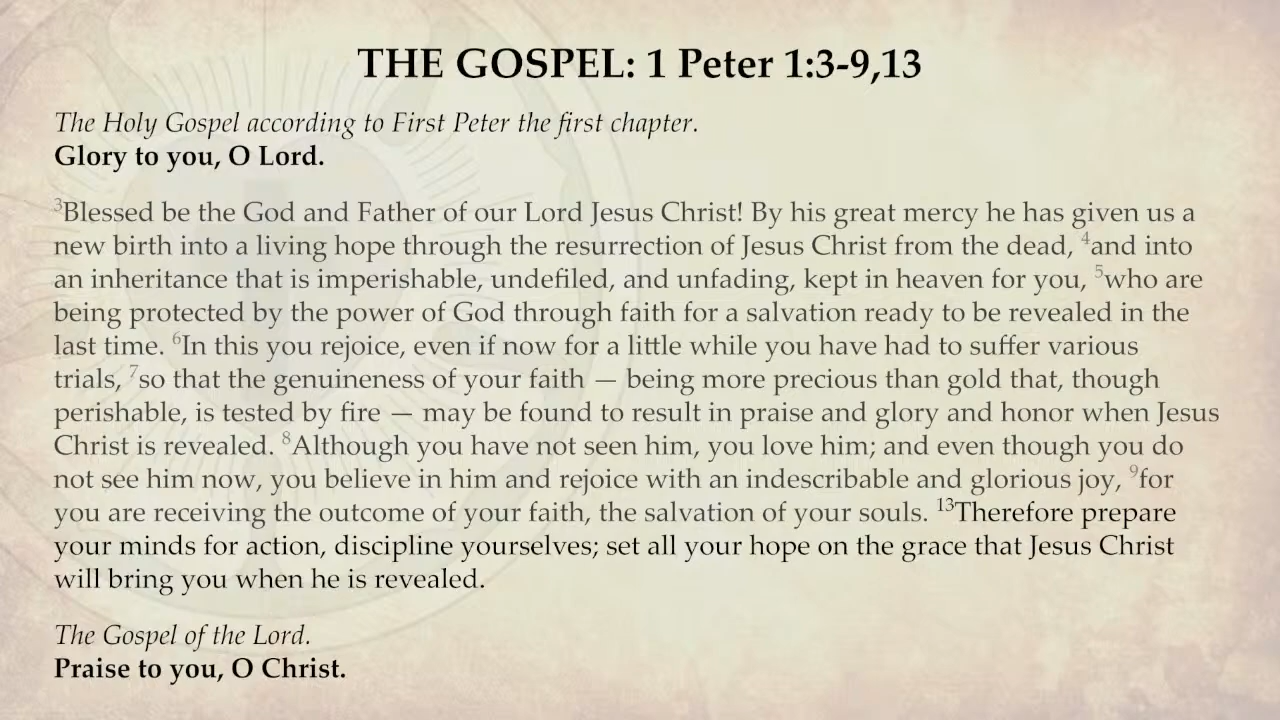 THE GOSPEL: 1 Peter 1:3-9,13
The Holy Gospel according to First Peter the first chapter.
Glory to you, O Lord.
3Blessed be the God and Father of our Lord Jesus Christ! By his great mercy he has given us a
new birth into a living hope through the resurrection of Jesus Christ from the dead, 4and into
an inheritance that is imperishable, undefiled, and unfading, kept in heaven for you, 5who are
being protected by the power of God through faith for a salvation ready to be revealed in the
last time. 6In this you rejoice, even if now for a little while you have had to suffer various
trials, 7so that the genuineness of your faith — being more precious than gold that, though
perishable, is tested by fire — may be found to result in praise and glory and honor when Jesus
Christ is revealed. 8Although you have not seen him, you love him; and even though you do
not see him now, you believe in him and rejoice with an indescribable and glorious joy, 9for
you are receiving the outcome of your faith, the salvation of your souls. 13Therefore prepare
your minds for action, discipline yourselves; set all your hope on the grace that Jesus Christ
will bring you when he is revealed.
The Gospel of the Lord.
Praise to you, O Christ.